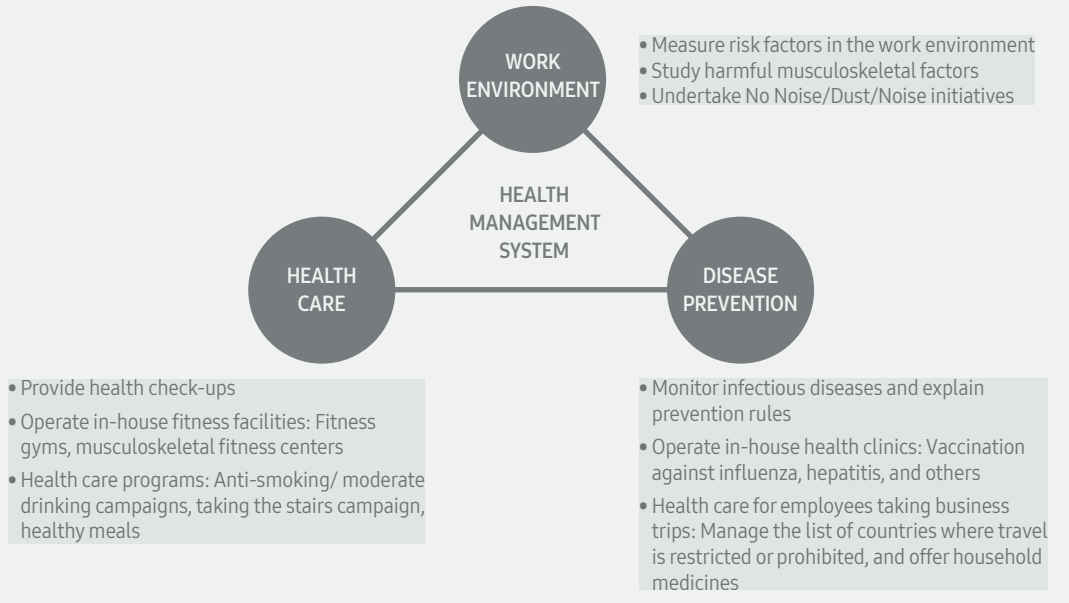 WORK
ENVIRONMENT
• Measure risk factors in the work environment
• Study harmful musculoskeletal factors
• Undertake No Noise/Dust/Noise initiatives
HEALTH
MANAGEMENT
SYSTEM
HEALTH
CARE
DISEASE
PREVENTION
• Provide health check-ups
• Operate in-house fitness facilities: Fitness
gyms, musculoskeletal fitness centers
• Health care programs: Anti-smoking/ moderate
drinking campaigns, taking the stairs campaign,
healthy meals
• Monitor infectious diseases and explain
prevention rules
• Operate in-house health clinics: Vaccination
against influenza, hepatitis, and others
• Health care for employees taking business
trips: Manage the list of countries where travel
is restricted or prohibited, and offer household
medicines